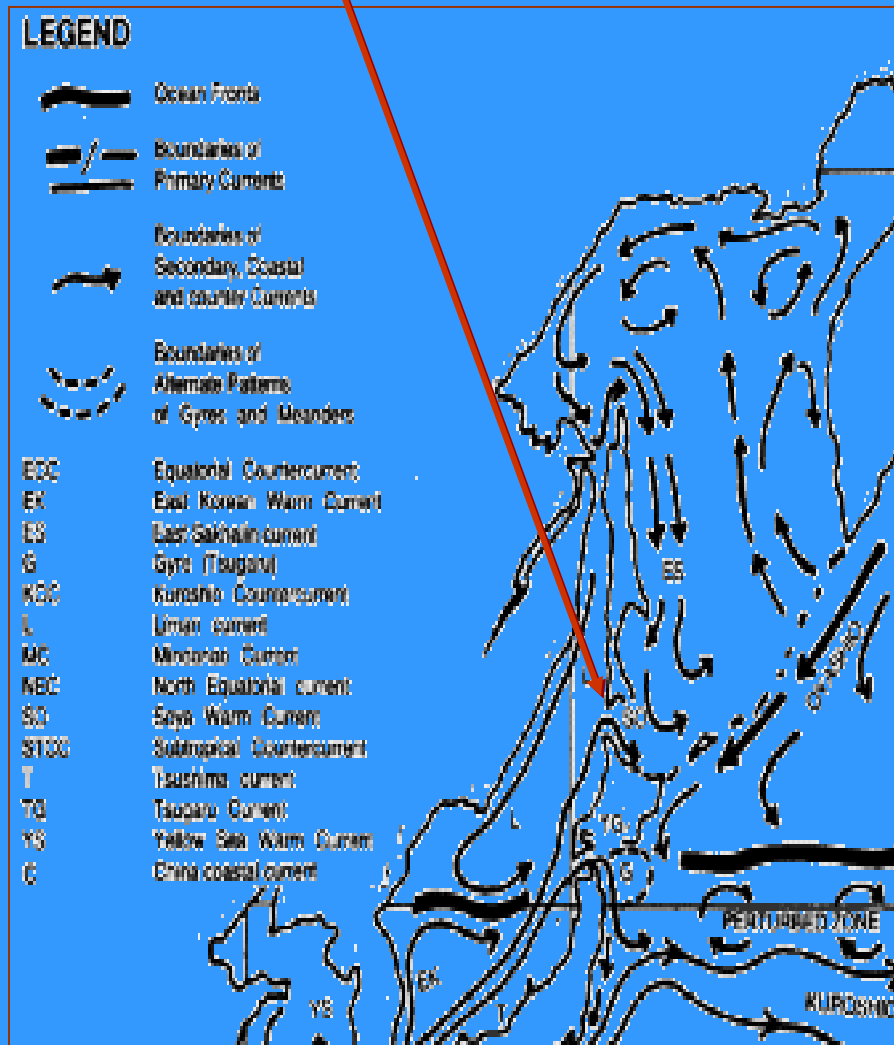 LEGEND
Ocean Fronts
Boundaries of
Primary Currents
Boundaries of
Secondary, Coastal
and counter Currents
Boundaries of
Alternate Patterns
of Gyres and Meanders
ECC Equatorial Countercurrent
EK East Korean Warm Current
ES East Sakhalin current
G Gyre (Tsugaru)
KCC Kuroshio Countercurrent
L Liman current
MC Mindanao Current
NEC North Equatorial current
SO Soya Warm Current
STCC Subtropical Countercurrent
T Tsushima current
TG Tsugaru Current
YS Yellow Sea Warm Current
C China coastal current
ES
OYASHIO
SO
L
TG
G
PERTURBED ZONE
EK
YS
T
KUROSHIO